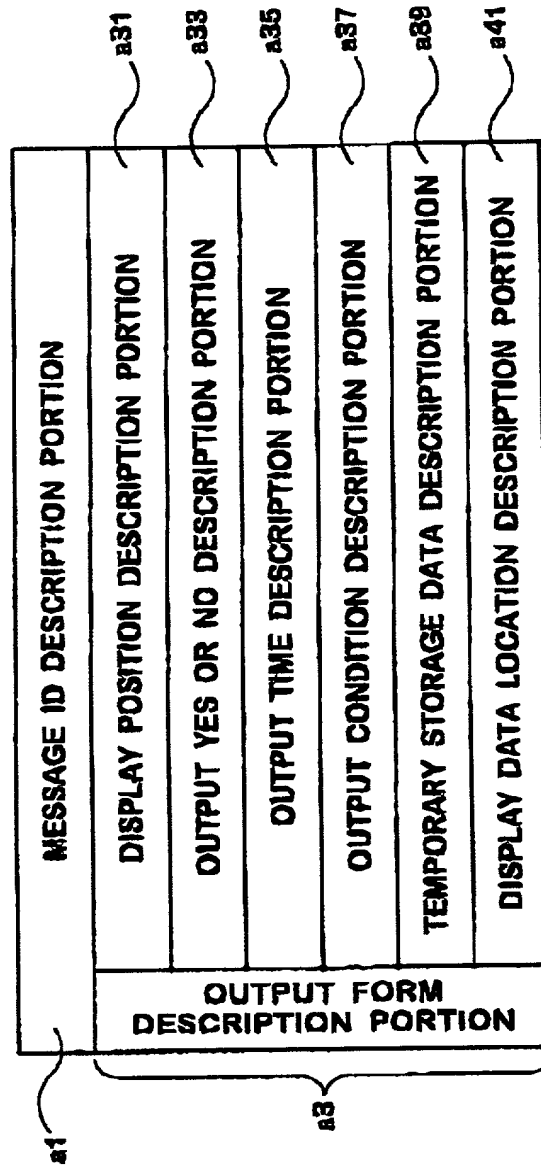 a1
MESSAGE ID DESCRIPTION PORTION
a3
OUTPUT FORM
DESCRIPTION PORTION
DISPLAY POSITION DESCRIPTION PORTION
a31
OUTPUT YES OR NO DESCRIPTION PORTION
a33
OUTPUT TIME DESCRIPTION PORTION
a35
OUTPUT CONDITION DESCRIPTION PORTION
a37
TEMPORARY STORAGE DATA DESCRIPTION PORTION
a39
DISPLAY DATA LOCATION DESCRIPTION PORTION
a41